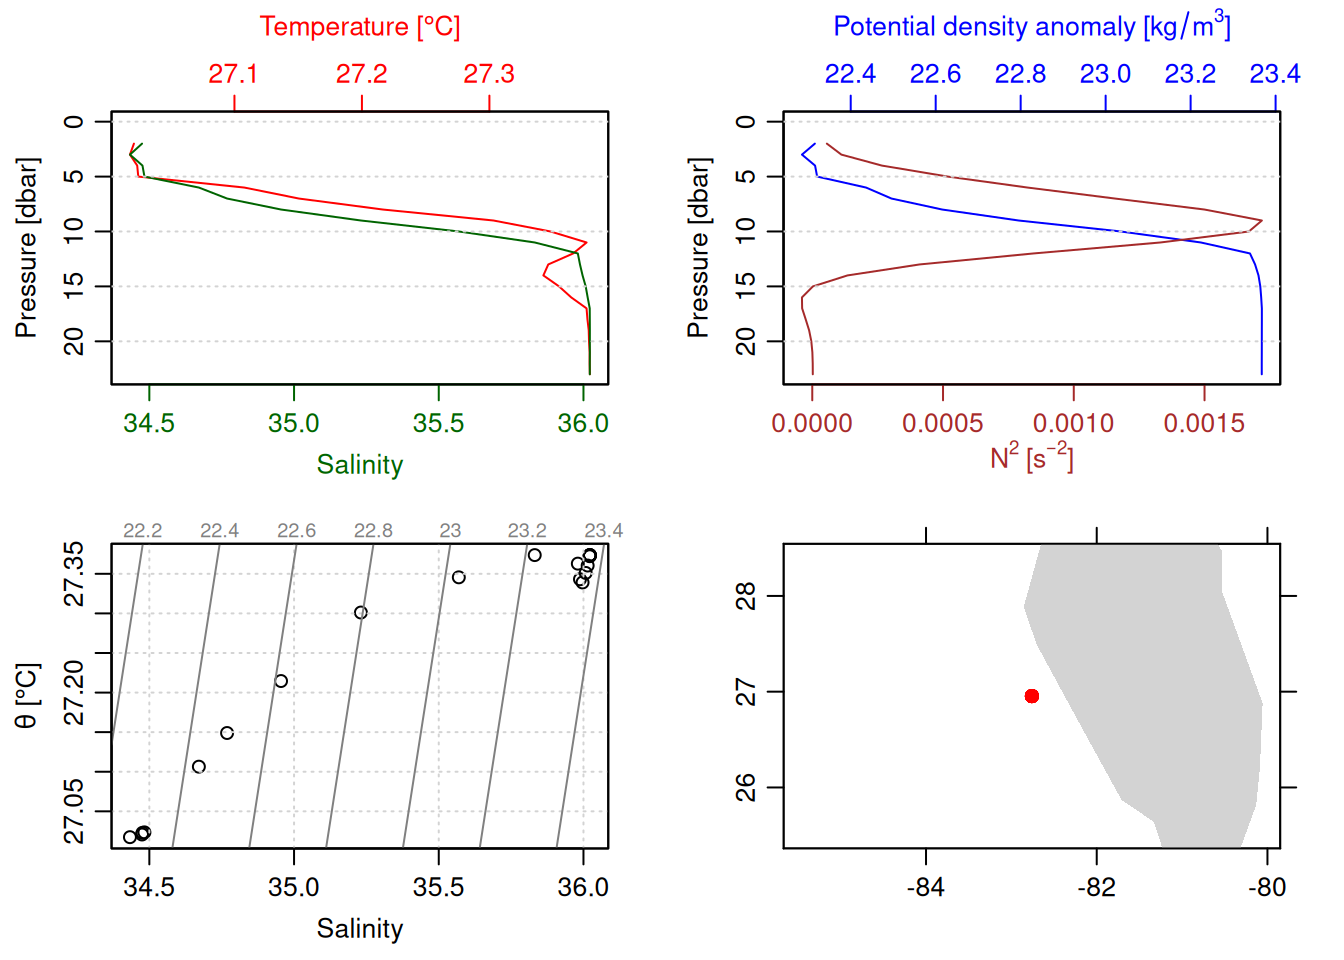 Temperature [°C]
27.1 27.2 27.3
Pressure [dbar]
0 5 10 15 20
34.5 35.0 35.5 36.0
Salinity
Potential density anomaly [kg/m³]
22.4 22.6 22.8 23.0 23.2 23.4
Pressure [dbar]
0 5 10 15 20
0.0000 0.0005 0.0010 0.0015
N² [s⁻²]
22.2 22.4 22.6 22.8 23 23.2 23.4
θ [°C]
27.35 27.20 27.05
34.5 35.0 35.5 36.0
Salinity
28 27 26
-84 -82 -80